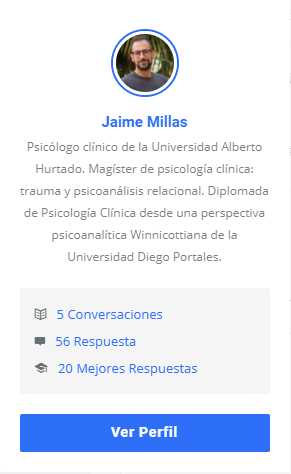 Jaime Millas
Psicólogo clínico de la Universidad Alberto
Hurtado. Magíster de psicología clínica:
trauma y psicoanálisis relacional. Diplomada
de Psicología Clínica desde una perspectiva
psicoanalítica Winnicottiana de la
Universidad Diego Portales.
5 Conversaciones
56 Respuesta
20 Mejores Respuestas
Ver Perfil